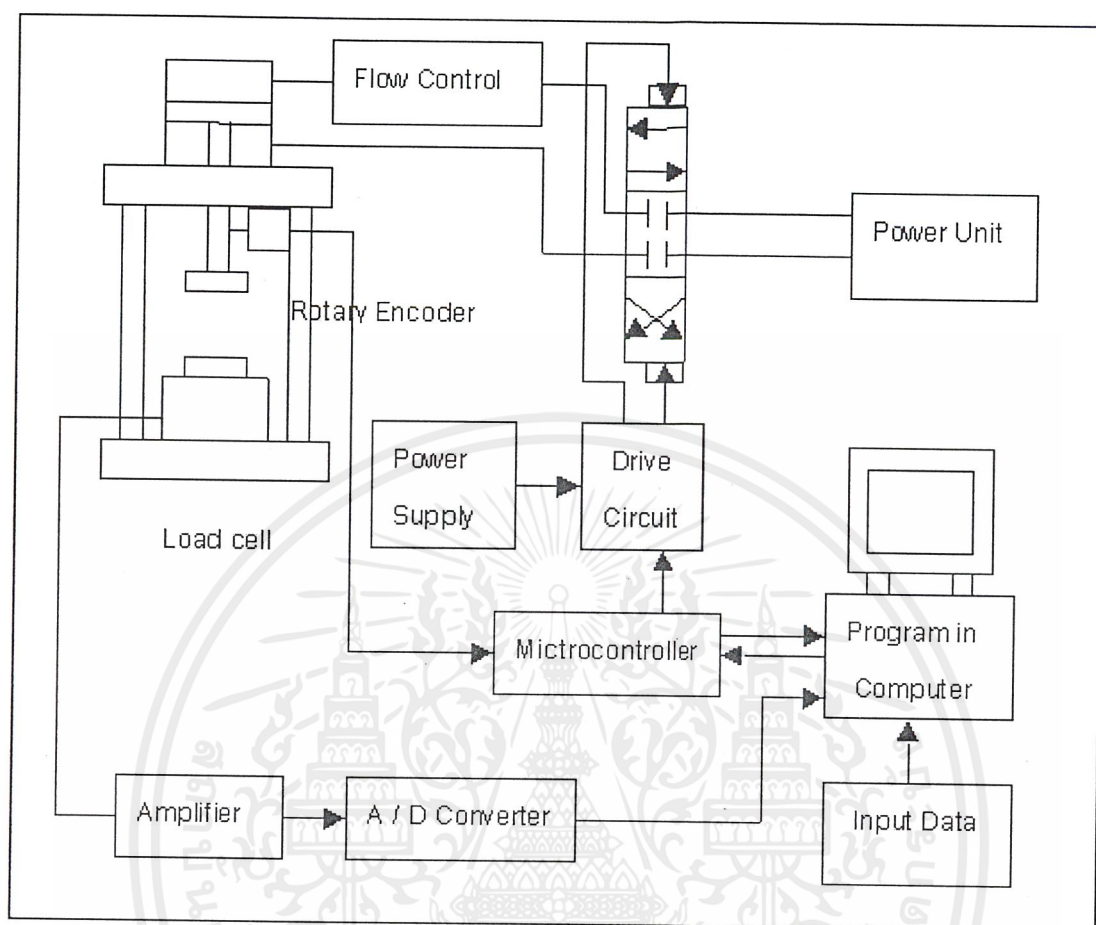 Flow Control
Power Unit
Rotary Encoder
Power
Supply
Drive
Circuit
Load cell
Mictrocontroller
Program in
Computer
Amplifier
A / D Converter
Input Data